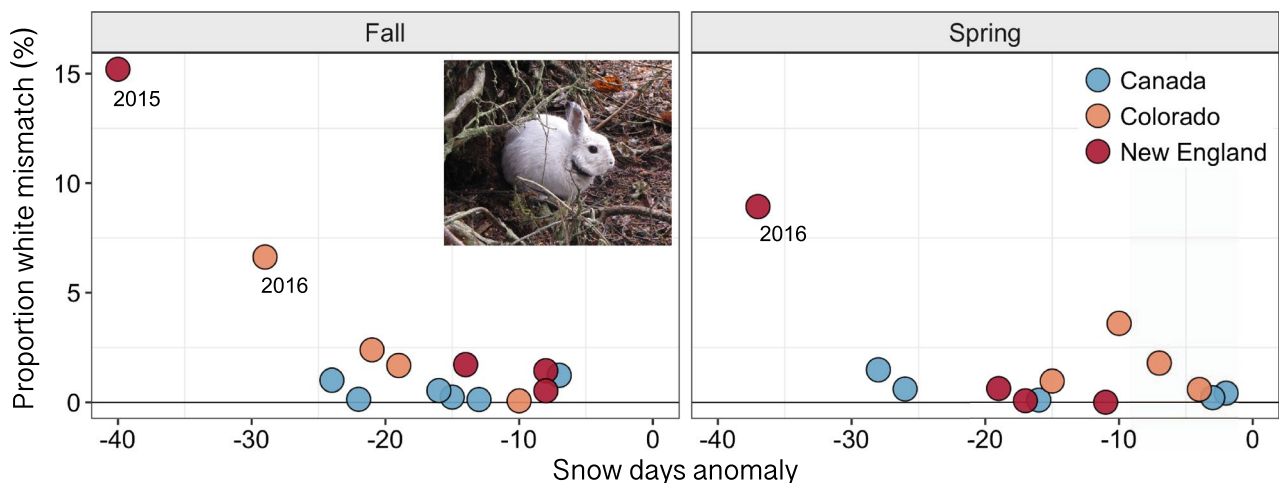 Fall
Spring
Proportion white mismatch (%)
15
10
5
0
2015
2016
2016
Canada
Colorado
New England
-40
-30
-20
-10
0
-40
-30
-20
-10
0
Snow days anomaly